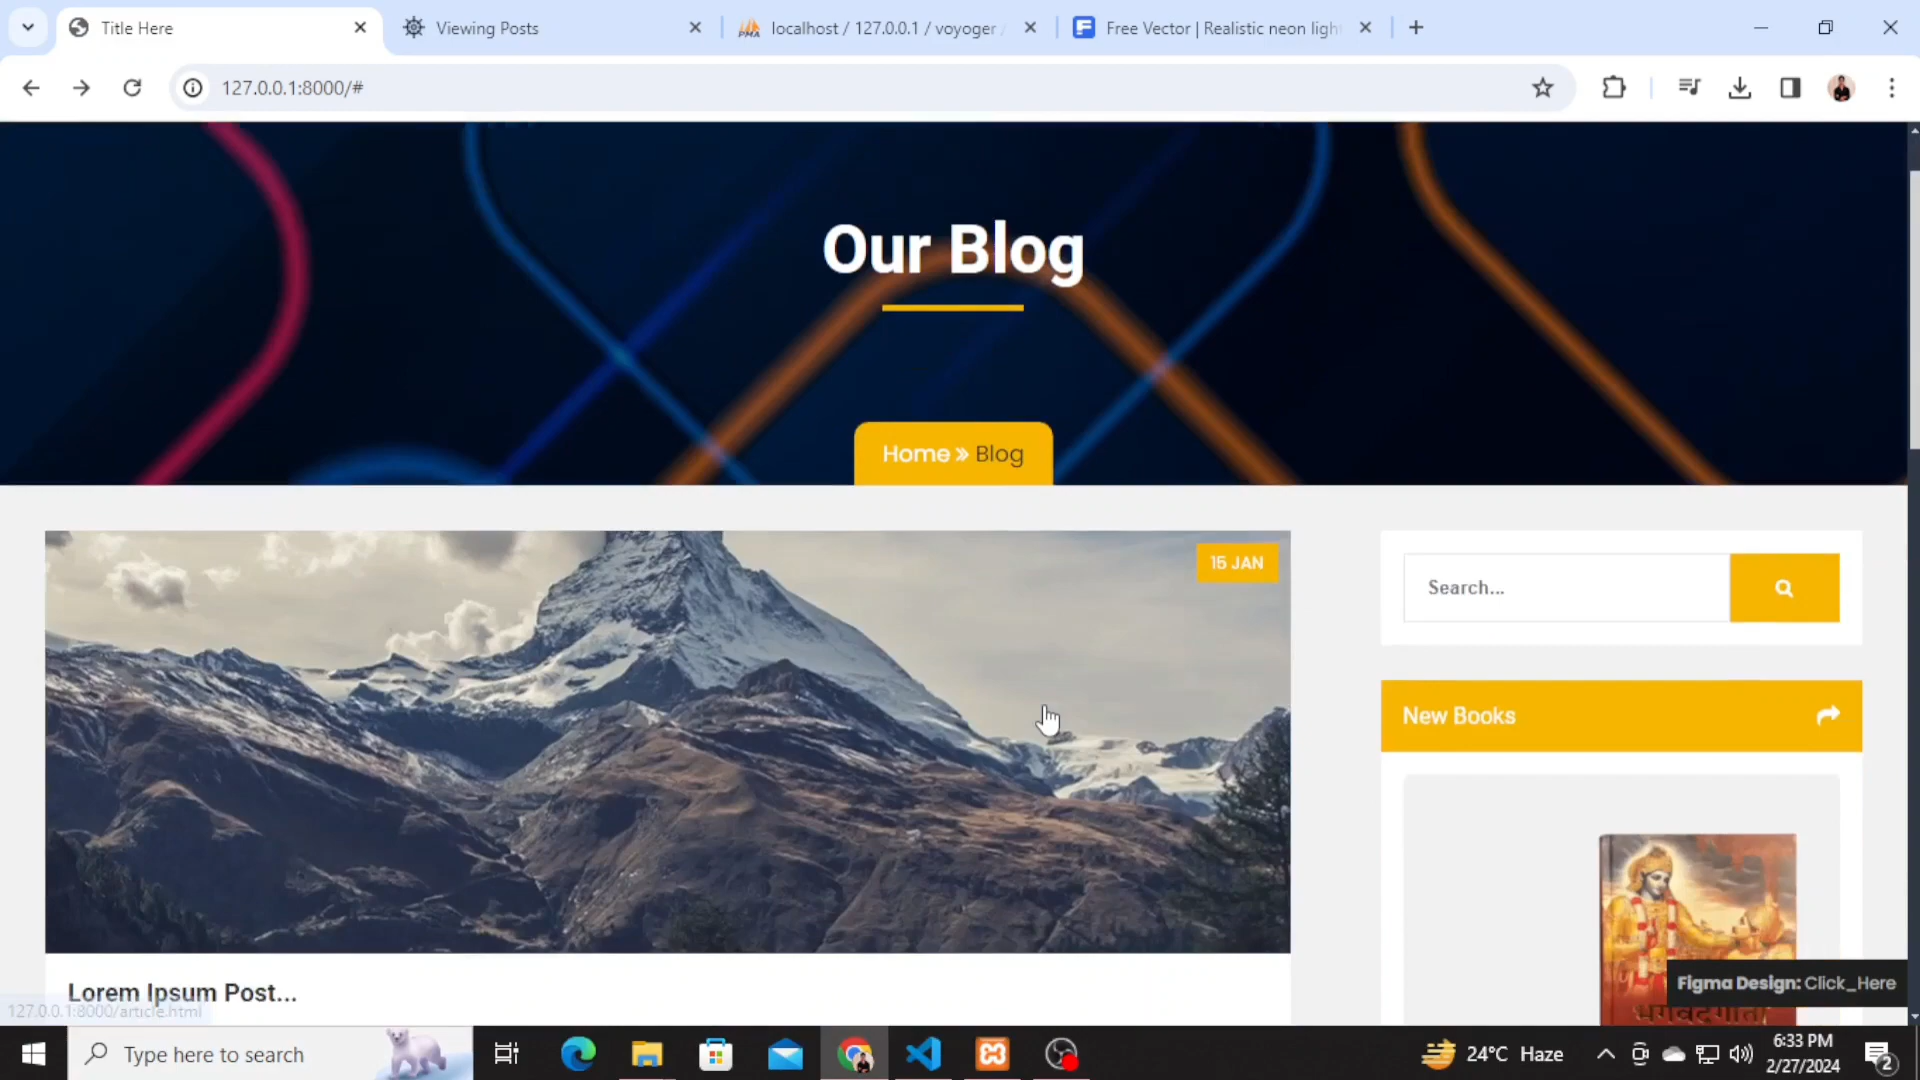 Title Here
Viewing Posts
localhost / 127.0.0.1 / voyoger /
Free Vector | Realistic neon ligh
127.0.0.1:8000/#
Our Blog
Home » Blog
15 JAN
Search...
New Books
भगवद्गीता
Lorem Ipsum Post...
127.0.0.1:8000/article.html
Figma Design: Click_Here
Type here to search
24°C Haze
6:33 PM
2/27/2024
2